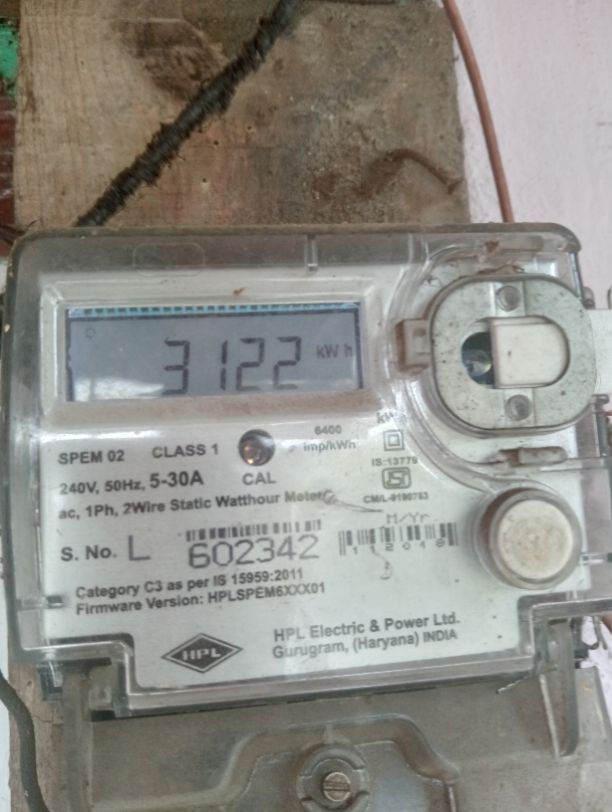 3122 kWh
SPEM 02 CLASS 1
CAL
6400
imp/kWh
IS:13779
240V, 50Hz, 5-30A
ac, 1Ph, 2Wire Static Watthour Meter
M/Yr.
S. No. L 602342
Category C3 as per IS 15959:2011
Firmware Version: HPLSPEM6XXX01
HPL
HPL Electric & Power Ltd.
Gurugram, (Haryana) INDIA